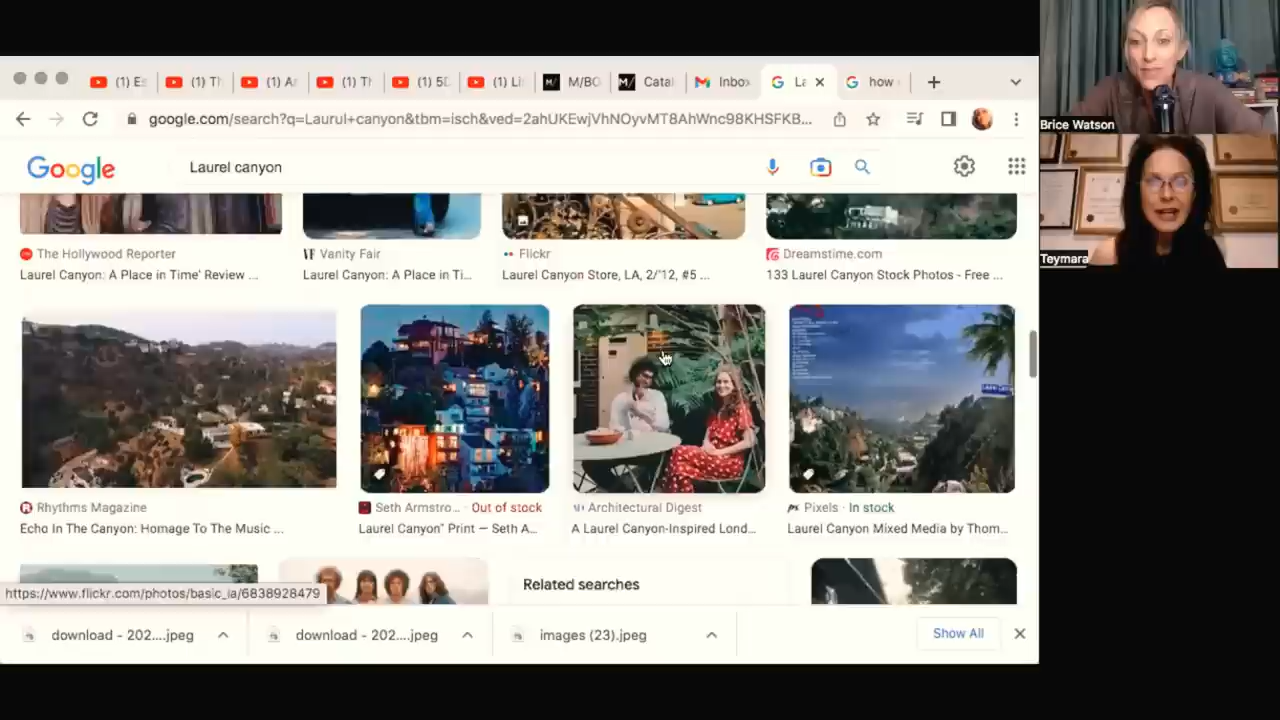 (1) Es
(1) Tl
(1) A
(1) Tl
(1) 5D
(1) Li
M/BO
Catal
Inbox
La
how
google.com/search?q=Laurul+canyon&tbm=isch&ved=2ahUKEwjVhNOyvMT8AhWnc98KHSFKB...
Brice Watson
Google
Laurel canyon
Teymara
The Hollywood Reporter
Vanity Fair
Flickr
Dreamstime.com
Laurel Canyon: A Place in Time' Review ...
Laurel Canyon: A Place in Ti...
Laurel Canyon Store, LA, 2/'12, #5 ...
133 Laurel Canyon Stock Photos - Free ...
Rhythms Magazine
Seth Armstro... · Out of stock
Architectural Digest
Pixels · In stock
Echo In The Canyon: Homage To The Music ...
Laurel Canyon" Print — Seth A...
A Laurel Canyon-Inspired Lond...
Laurel Canyon Mixed Media by Thom...
Related searches
https://www.flickr.com/photos/basic_ia/6838928479
download - 202....jpeg
download - 202....jpeg
images (23).jpeg
Show All